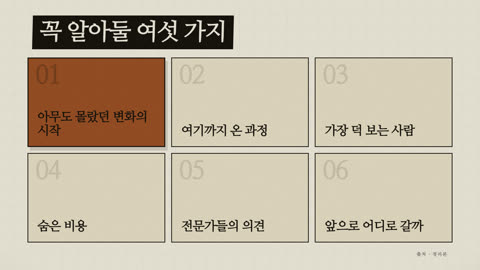 꼭 알아둘 여섯 가지
01
아무도 몰랐던 변화의
시작
02
여기까지 온 과정
03
가장 덕 보는 사람
04
숨은 비용
05
전문가들의 의견
06
앞으로 어디로 갈까